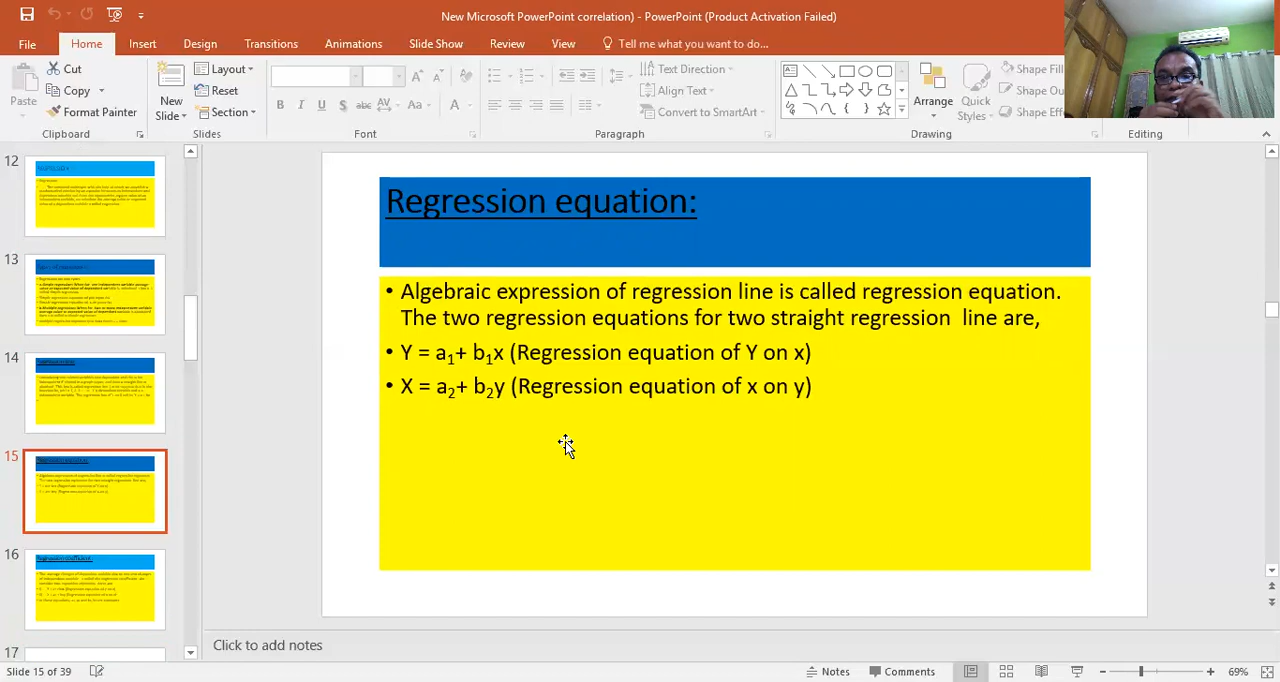 New Microsoft PowerPoint correlation) - PowerPoint (Product Activation Failed)
File Home Insert Design Transitions Animations Slide Show Review View Tell me what you want to do...
Cut
Copy
Format Painter
Paste
Clipboard
New
Slide
Layout
Reset
Section
Slides
Font
Text Direction
Align Text
Convert to SmartArt
Paragraph
Arrange
Quick
Styles
Shape Fill
Shape Ou
Shape Eff
Drawing
Editing
12
13
14
15
16
17
Regression equation:
• Algebraic expression of regression line is called regression equation.
The two regression equations for two straight regression line are,
• Y = a₁+ b₁x (Regression equation of Y on x)
• X = a₂+ b₂y (Regression equation of x on y)
Click to add notes
Slide 15 of 39
Notes
Comments
69%